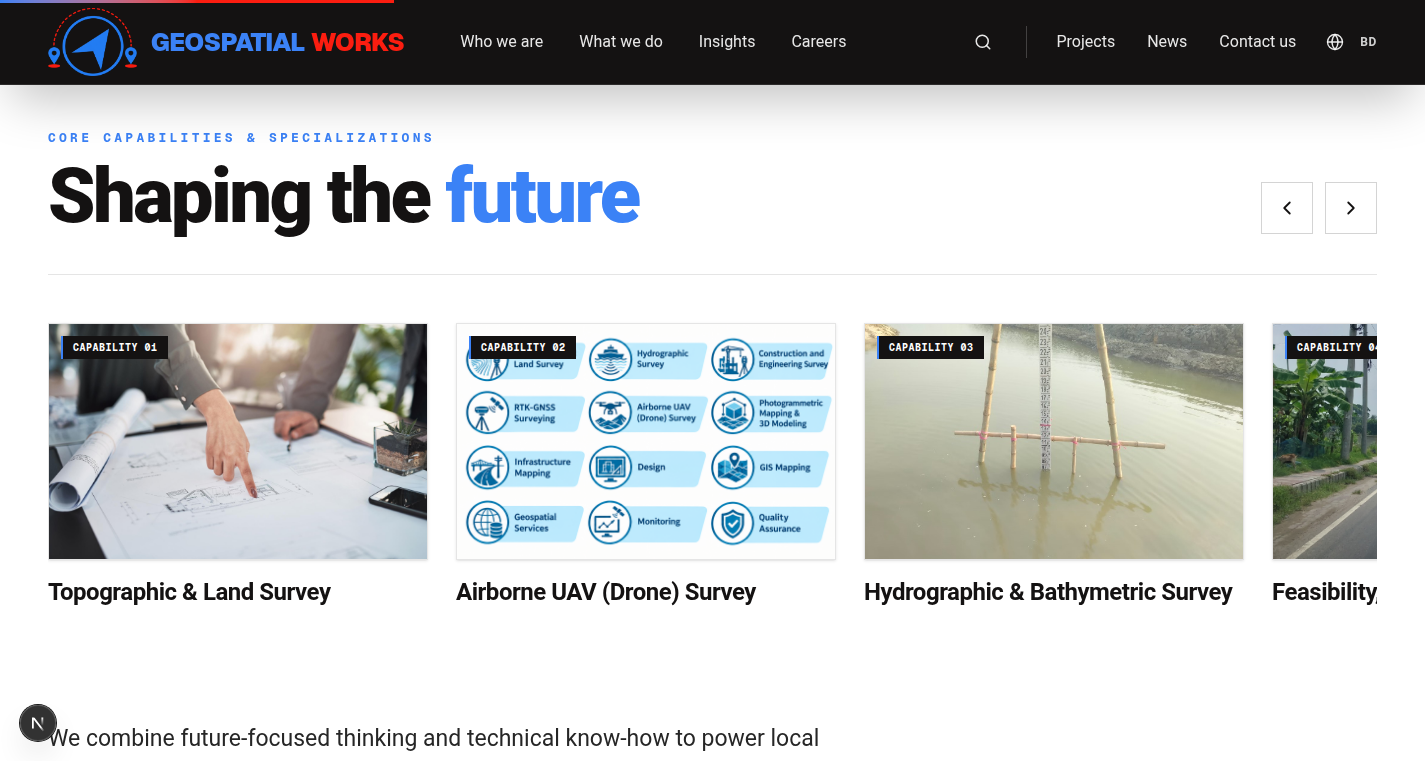 GEOSPATIAL WORKS
Who we are
What we do
Insights
Careers
Projects
News
Contact us
BD
CORE CAPABILITIES & SPECIALIZATIONS
Shaping the future
CAPABILITY 01
CAPABILITY 02
Land Survey
Hydrographic
Survey
Construction and
Engineering Survey
RTK-GNSS
Surveying
Airborne UAV
(Drone) Survey
Photogrammetric
Mapping &
3D Modeling
Infrastructure
Mapping
Design
GIS Mapping
Geospatial
Services
Monitoring
Quality
Assurance
CAPABILITY 03
CAPABILITY 04
Topographic & Land Survey
Airborne UAV (Drone) Survey
Hydrographic & Bathymetric Survey
Feasibility,
N
We combine future-focused thinking and technical know-how to power local